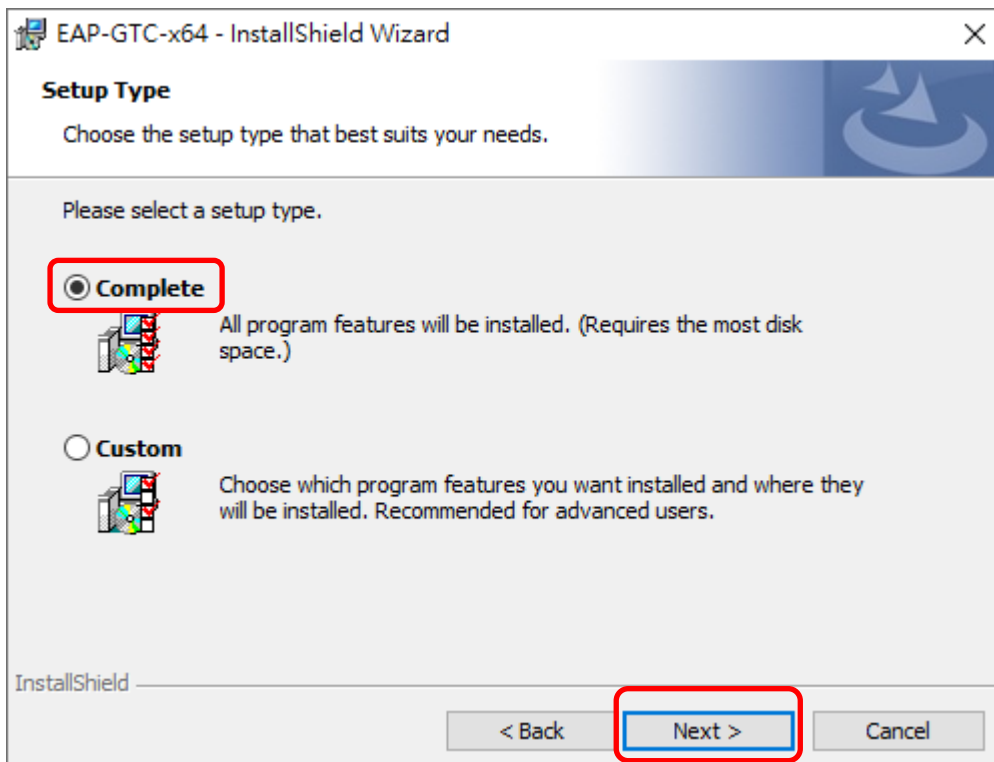 EAP-GTC-x64 - InstallShield Wizard
Setup Type
Choose the setup type that best suits your needs.
Please select a setup type.
Complete
All program features will be installed. (Requires the most disk
space.)
Custom
Choose which program features you want installed and where they
will be installed. Recommended for advanced users.
InstallShield
< Back
Next >
Cancel